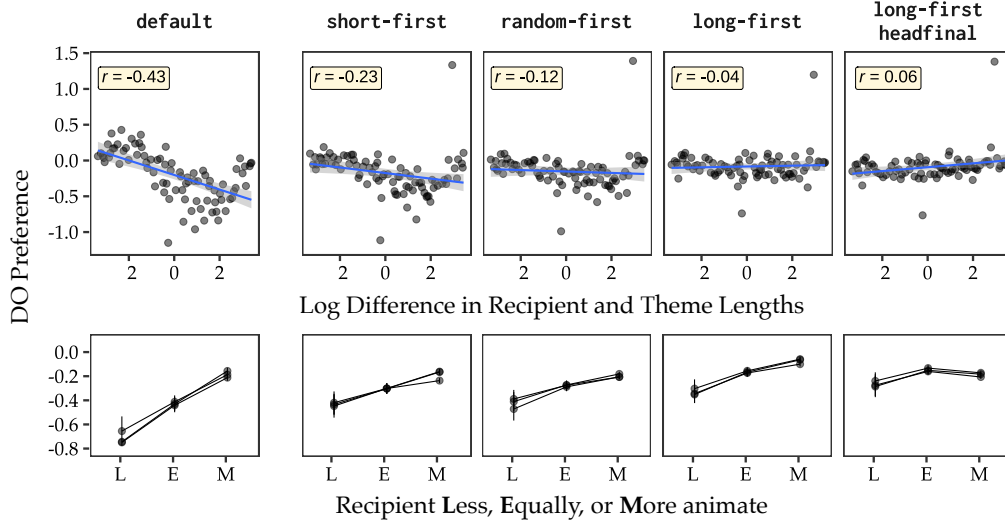 default short-first random-first long-first long-first headfinal
1.5
1.0
0.5
0.0
-0.5
-1.0
r = -0.43
r = -0.23
r = -0.12
r = -0.04
r = 0.06
2 0 2 2 0 2 2 0 2 2 0 2 2 0 2
Log Difference in Recipient and Theme Lengths
DO Preference
0.0
-0.2
-0.4
-0.6
-0.8
L E M L E M L E M L E M L E M
Recipient Less, Equally, or More animate